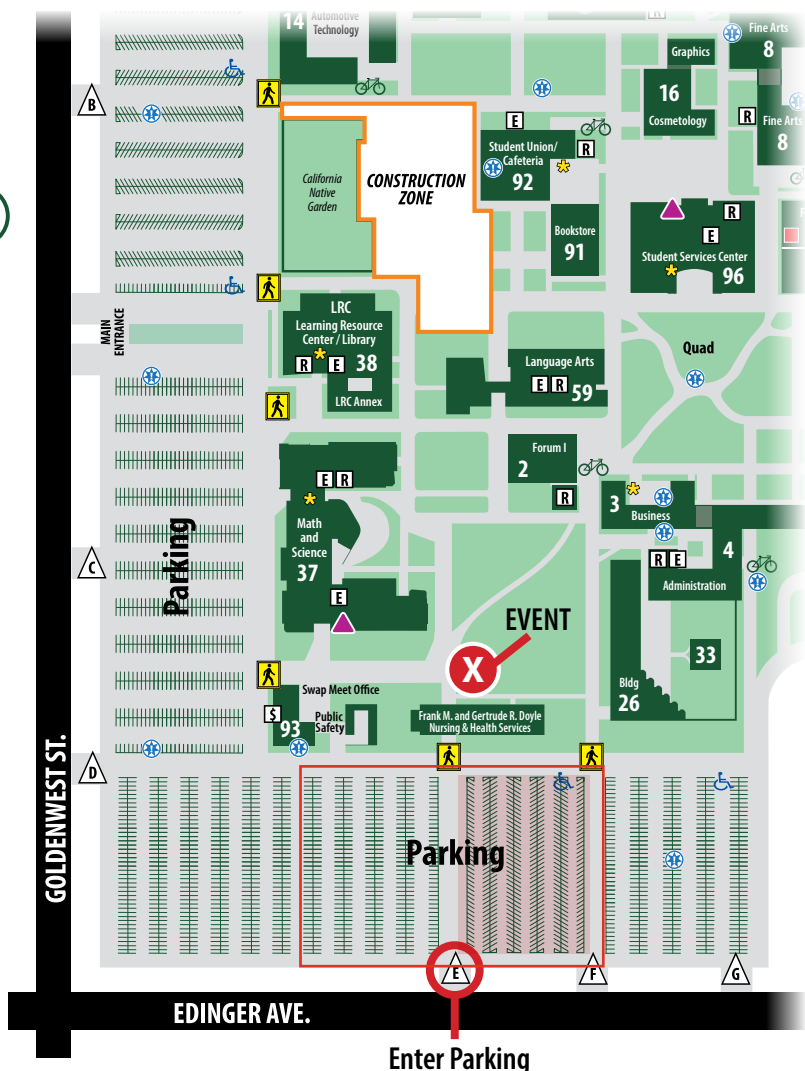 14
Automotive
Technology
R
Fine Arts
8
Graphics
16
Cosmetology
R
Fine Arts
8
B
E
R
Student Union/
Cafeteria
92
California
Native
Garden
CONSTRUCTION
ZONE
Bookstore
91
R
E
Student Services Center
96
MAIN
ENTRANCE
LRC
Learning Resource
Center / Library
R
E
38
LRC Annex
Language Arts
E
R
59
Quad
Forum I
2
R
E
R
Math
and
Science
37
E
3
Business
4
R
E
Administration
C
Parking
EVENT
X
33
Bldg
26
Swap Meet Office
$
93
Public
Safety
Frank M. and Gertrude R. Doyle
Nursing & Health Services
D
GOLDENWEST ST.
Parking
E
F
G
EDINGER AVE.
Enter Parking